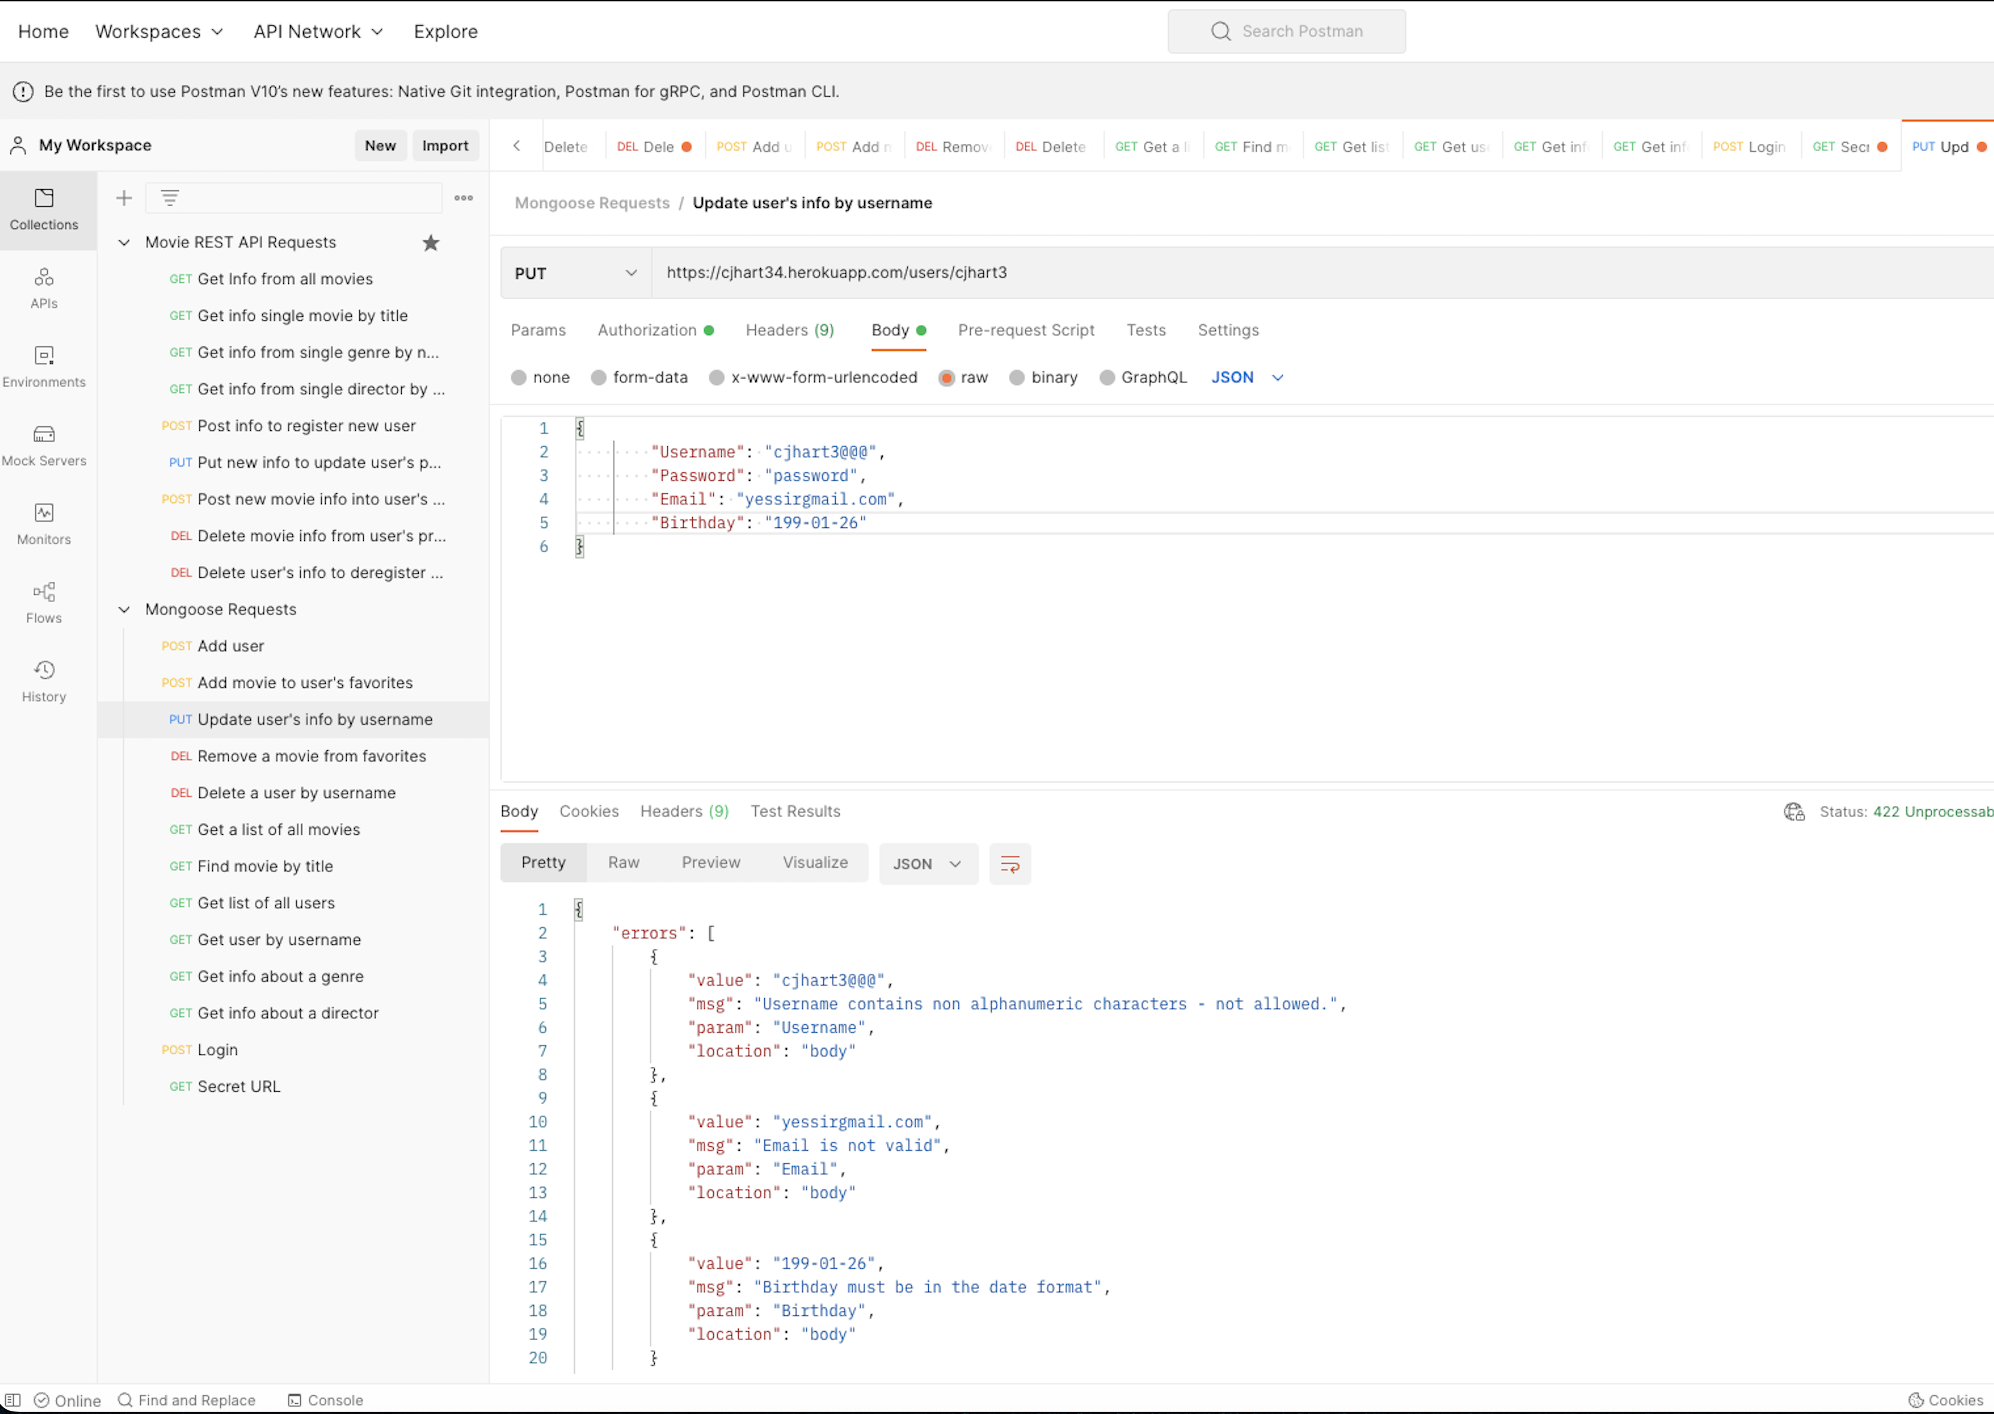 Home Workspaces API Network Explore Search Postman
Be the first to use Postman V10's new features: Native Git integration, Postman for gRPC, and Postman CLI.
My Workspace New Import
Delete DEL Dele POST Add u POST Add n DEL Remov DEL Delete GET Get a li GET Find m GET Get list GET Get us GET Get inf GET Get inf POST Login GET Secr PUT Upd
Collections
APIs
Environments
Mock Servers
Monitors
Flows
History
Movie REST API Requests
GET Get Info from all movies
GET Get info single movie by title
GET Get info from single genre by n...
GET Get info from single director by ...
POST Post info to register new user
PUT Put new info to update user's p...
POST Post new movie info into user's ...
DEL Delete movie info from user's pr...
DEL Delete user's info to deregister ...
Mongoose Requests
POST Add user
POST Add movie to user's favorites
PUT Update user's info by username
DEL Remove a movie from favorites
DEL Delete a user by username
GET Get a list of all movies
GET Find movie by title
GET Get list of all users
GET Get user by username
GET Get info about a genre
GET Get info about a director
POST Login
GET Secret URL
Mongoose Requests / Update user's info by username
PUT https://cjhart34.herokuapp.com/users/cjhart3
Params Authorization Headers (9) Body Pre-request Script Tests Settings
none form-data x-www-form-urlencoded raw binary GraphQL JSON
1 {
2 "Username": "cjhart3@@@",
3 "Password": "password",
4 "Email": "yessirgmail.com",
5 "Birthday": "199-01-26"
6 }
Body Cookies Headers (9) Test Results Status: 422 Unprocessab
Pretty Raw Preview Visualize JSON
1 {
2 "errors": [
3 {
4 "value": "cjhart3@@@",
5 "msg": "Username contains non alphanumeric characters - not allowed.",
6 "param": "Username",
7 "location": "body"
8 },
9 {
10 "value": "yessirgmail.com",
11 "msg": "Email is not valid",
12 "param": "Email",
13 "location": "body"
14 },
15 {
16 "value": "199-01-26",
17 "msg": "Birthday must be in the date format",
18 "param": "Birthday",
19 "location": "body"
20 }
Online Find and Replace Console Cookies